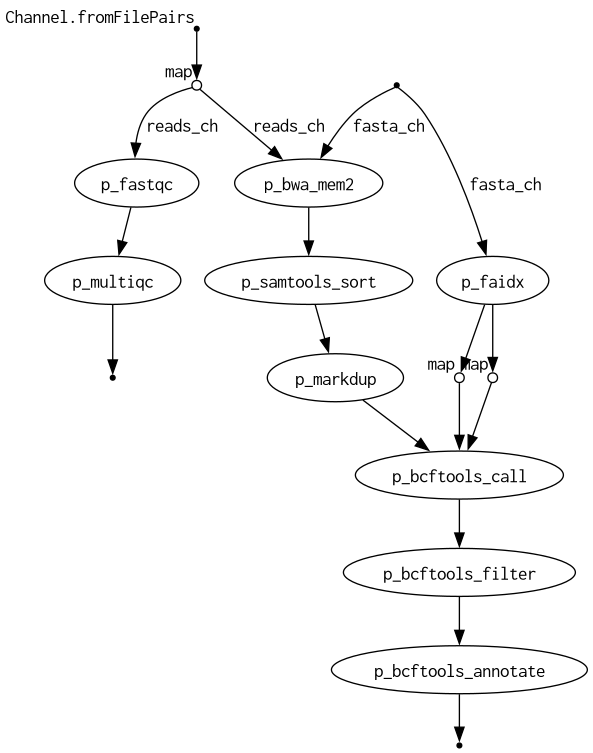 Channel.fromFilePairs
map
reads_ch
reads_ch
fasta_ch
fasta_ch
p_fastqc
p_bwa_mem2
p_multiqc
p_samtools_sort
p_faidx
map
map
p_markdup
p_bcftools_call
p_bcftools_filter
p_bcftools_annotate